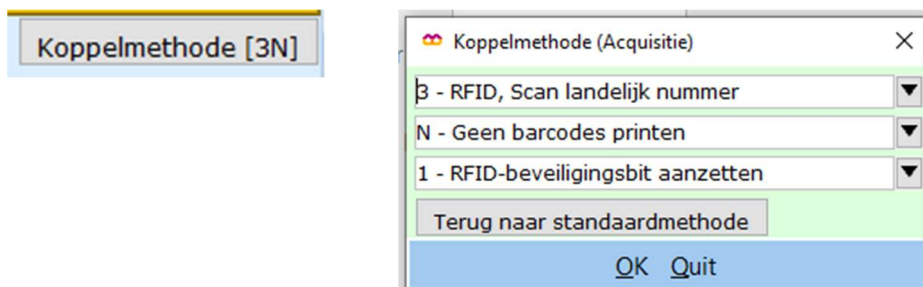 Koppelmethode [3N]
Koppelmethode (Acquisitie)
3 - RFID, Scan landelijk nummer
N - Geen barcodes printen
1 - RFID-beveiligingsbit aanzetten
Terug naar standaardmethode
OK Quit